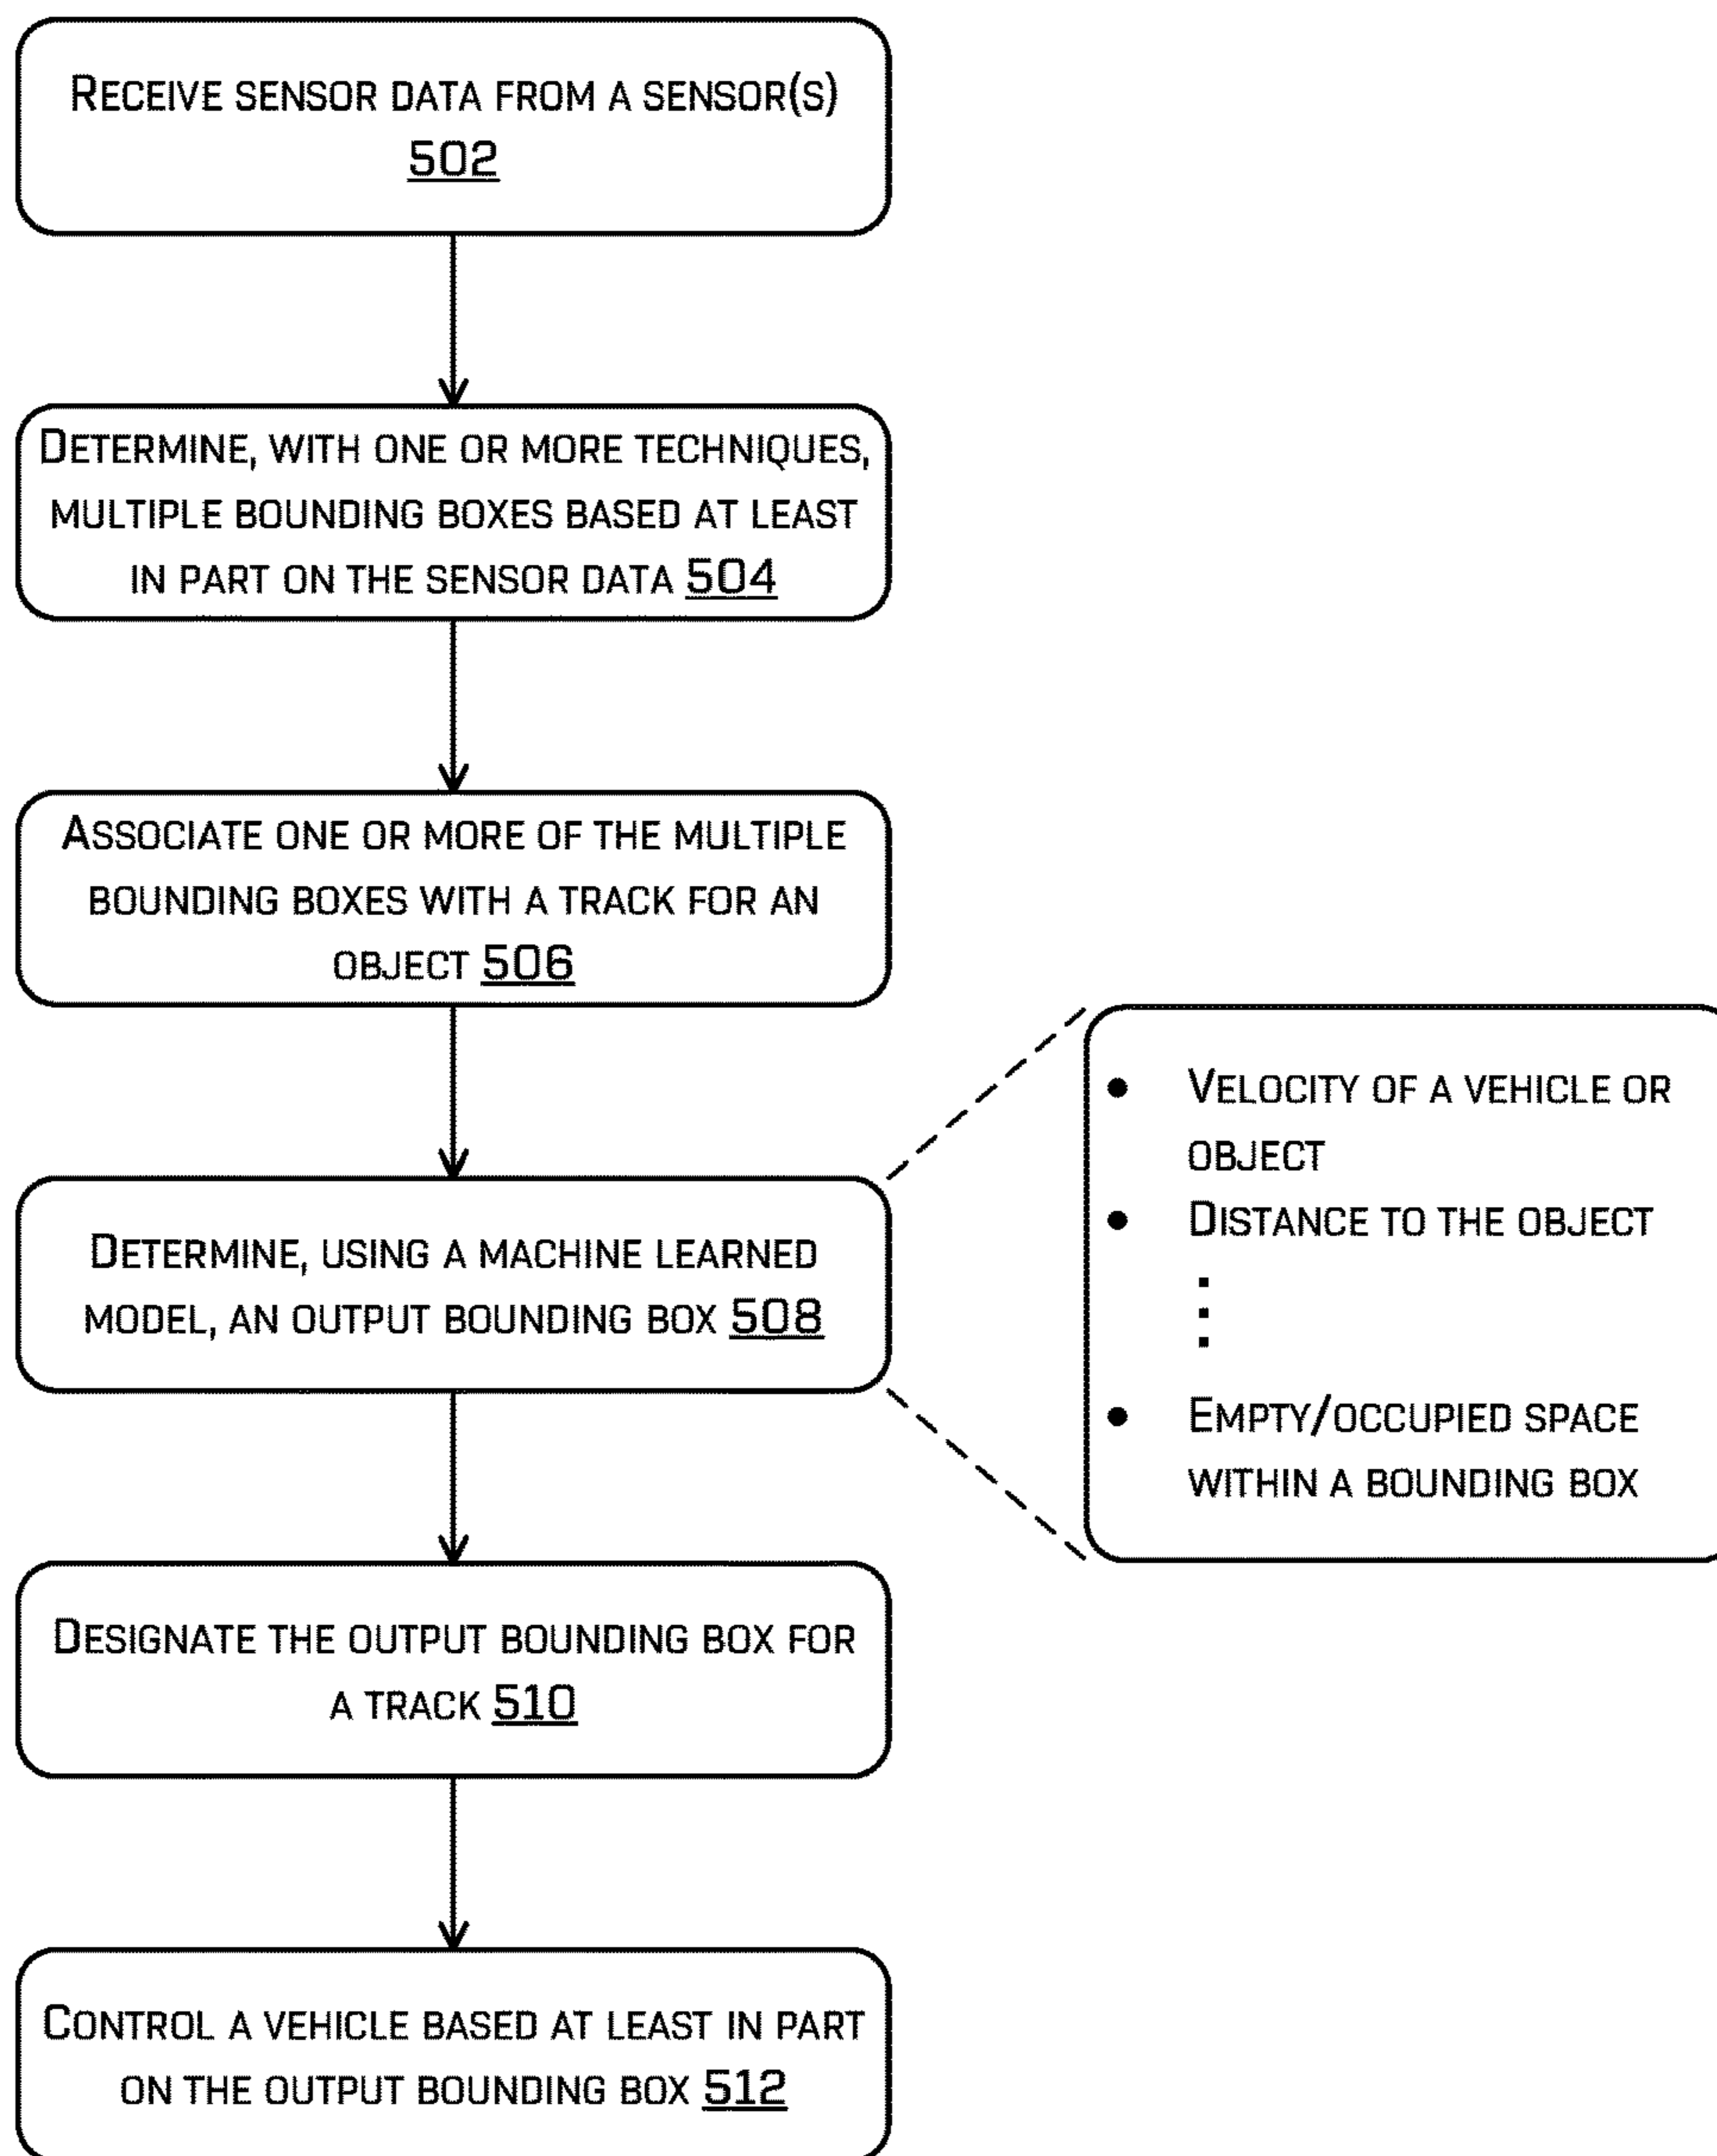 RECEIVE SENSOR DATA FROM A SENSOR(S)
502
DETERMINE, WITH ONE OR MORE TECHNIQUES,
MULTIPLE BOUNDING BOXES BASED AT LEAST
IN PART ON THE SENSOR DATA 504
ASSOCIATE ONE OR MORE OF THE MULTIPLE
BOUNDING BOXES WITH A TRACK FOR AN
OBJECT 506
DETERMINE, USING A MACHINE LEARNED
MODEL, AN OUTPUT BOUNDING BOX 508
• VELOCITY OF A VEHICLE OR
OBJECT
• DISTANCE TO THE OBJECT
⋮
• EMPTY/OCCUPIED SPACE
WITHIN A BOUNDING BOX
DESIGNATE THE OUTPUT BOUNDING BOX FOR
A TRACK 510
CONTROL A VEHICLE BASED AT LEAST IN PART
ON THE OUTPUT BOUNDING BOX 512